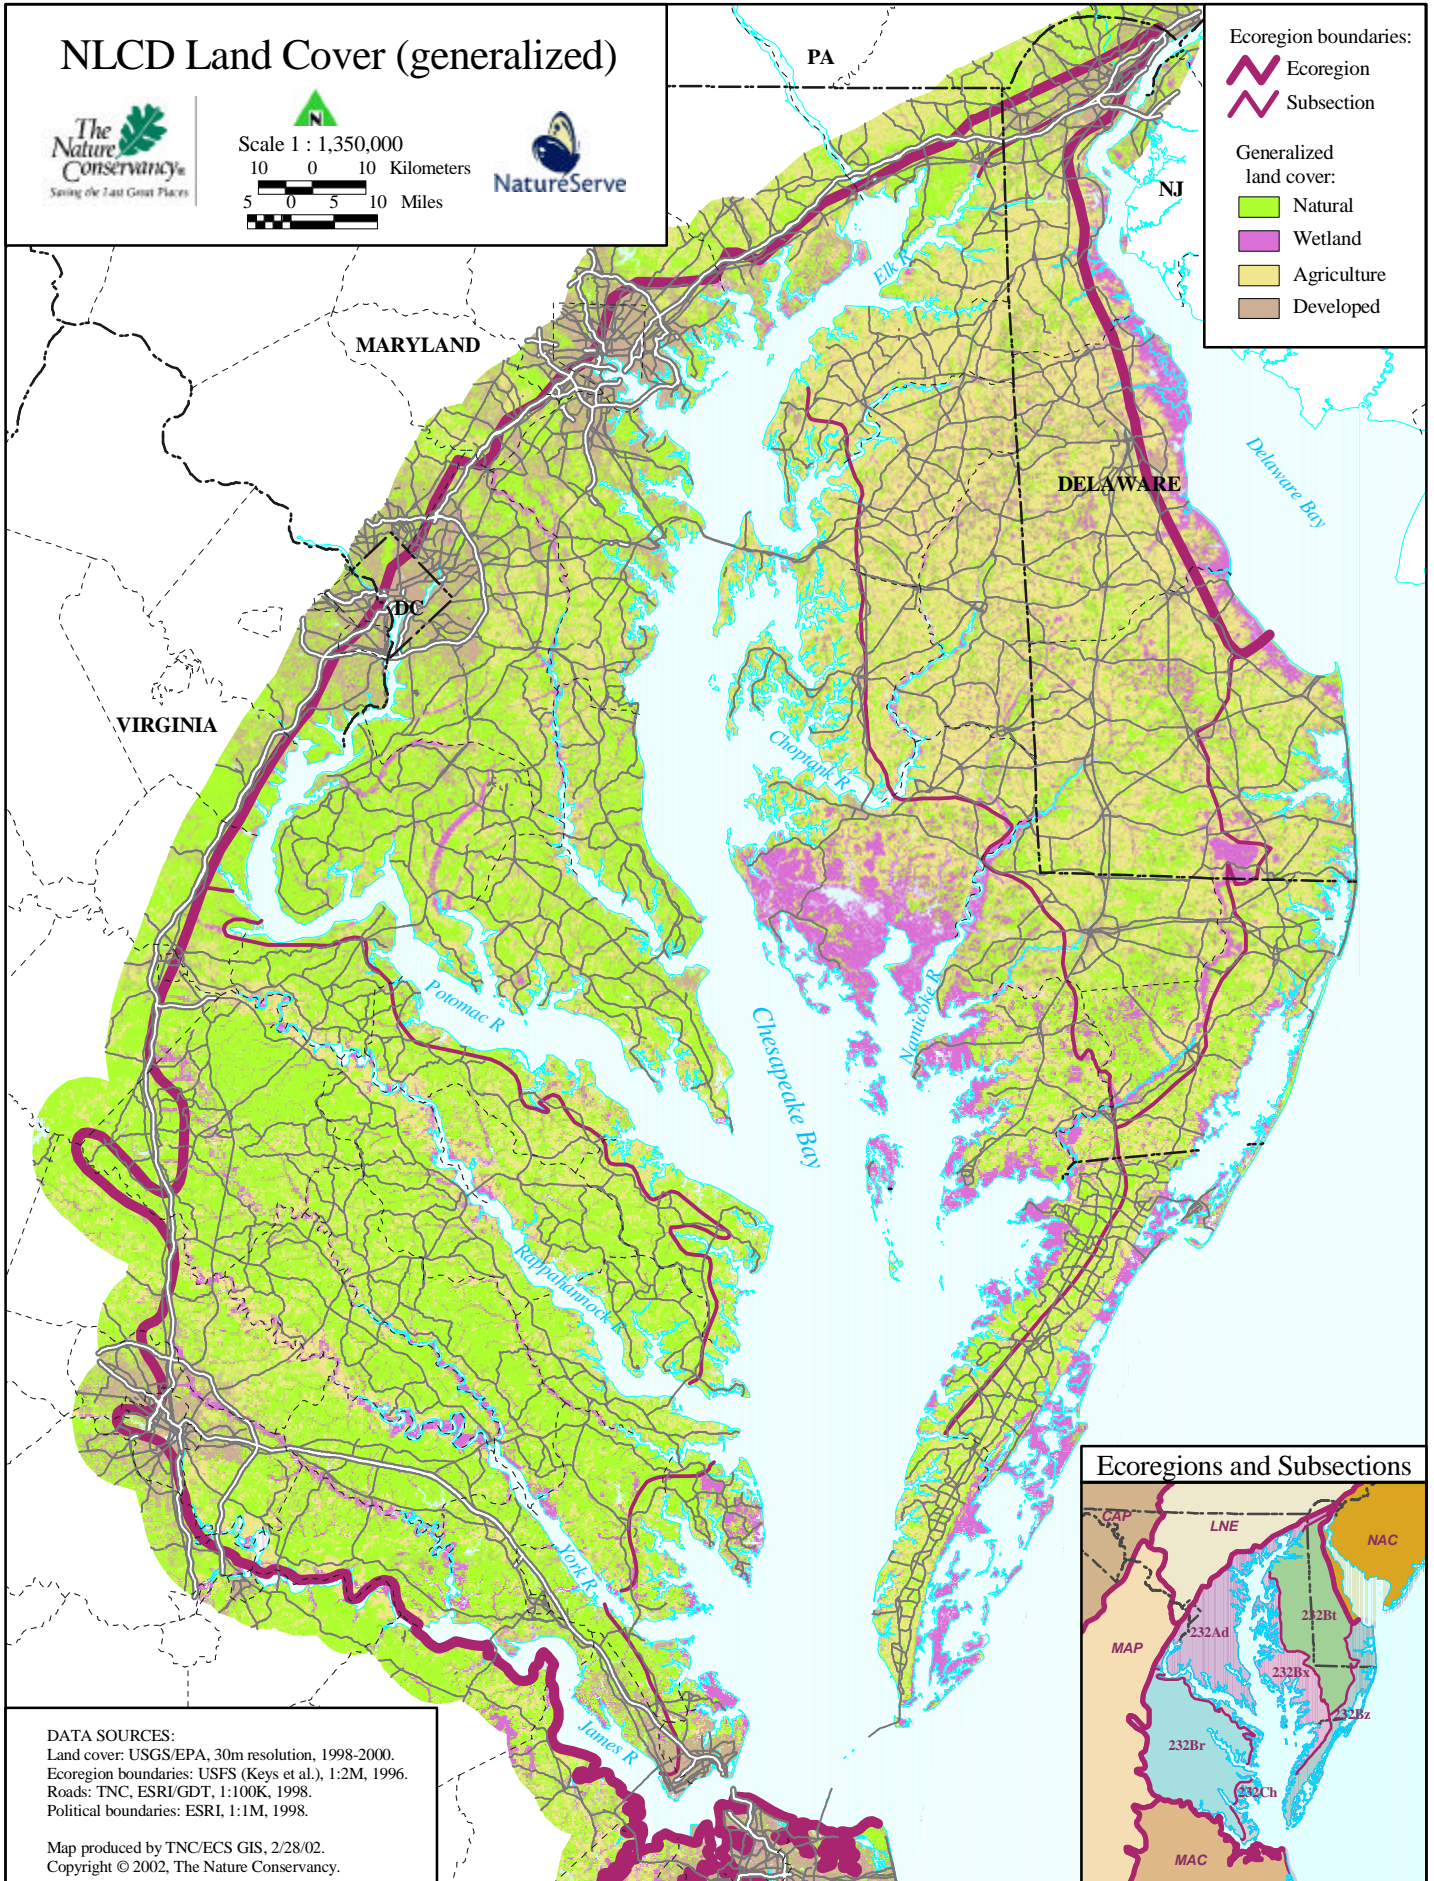 NLCD Land Cover (generalized)
The
Nature
Conservancy®
Saving the Last Great Places
N
Scale 1 : 1,350,000
10 0 10 Kilometers
5 0 5 10 Miles
NatureServe
Ecoregion boundaries:
Ecoregion
Subsection
Generalized
land cover:
Natural
Wetland
Agriculture
Developed
PA
NJ
MARYLAND
DELAWARE
DC
VIRGINIA
Elk R
Delaware Bay
Choptank R
Potomac R
Nanticoke R
Chesapeake Bay
Rappahannock R
York R
James R
Ecoregions and Subsections
CAP
LNE
NAC
MAP
232Ad
232Bt
232Bx
232Bz
232Br
232Ch
MAC
DATA SOURCES:
Land cover: USGS/EPA, 30m resolution, 1998-2000.
Ecoregion boundaries: USFS (Keys et al.), 1:2M, 1996.
Roads: TNC, ESRI/GDT, 1:100K, 1998.
Political boundaries: ESRI, 1:1M, 1998.
Map produced by TNC/ECS GIS, 2/28/02.
Copyright © 2002, The Nature Conservancy.